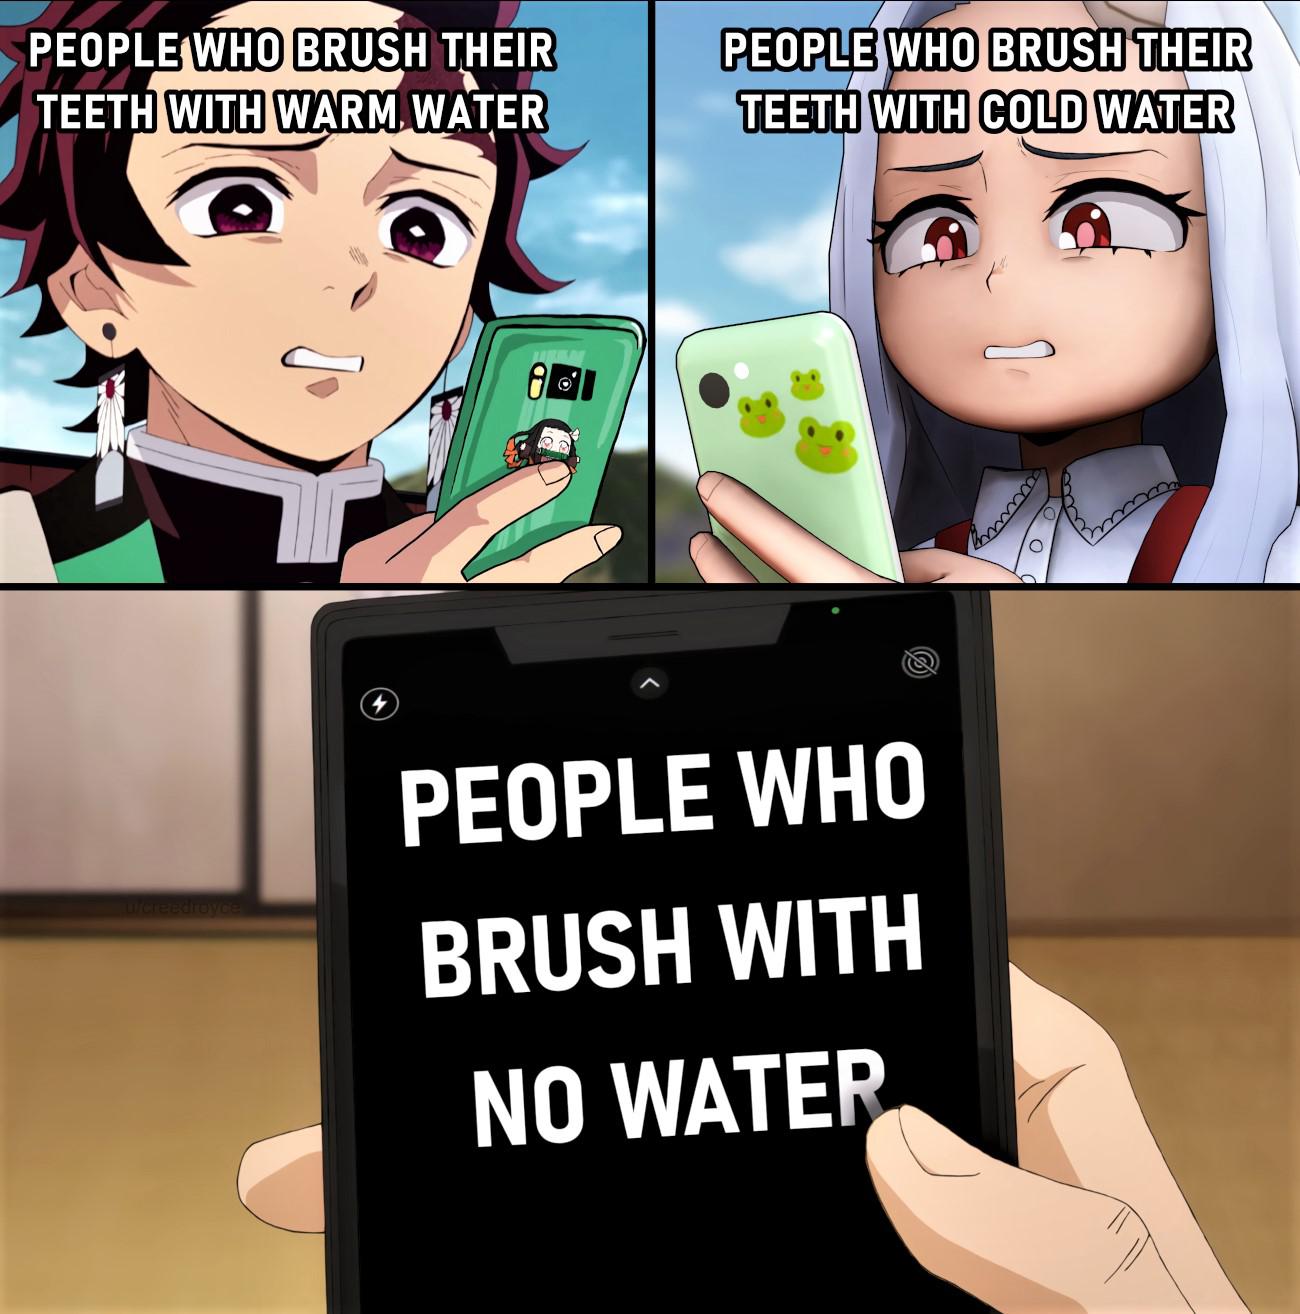 PEOPLE WHO BRUSH THEIR
TEETH WITH WARM WATER
PEOPLE WHO BRUSH THEIR
TEETH WITH COLD WATER
PEOPLE WHO
BRUSH WITH
NO WATER
u/creedroyce